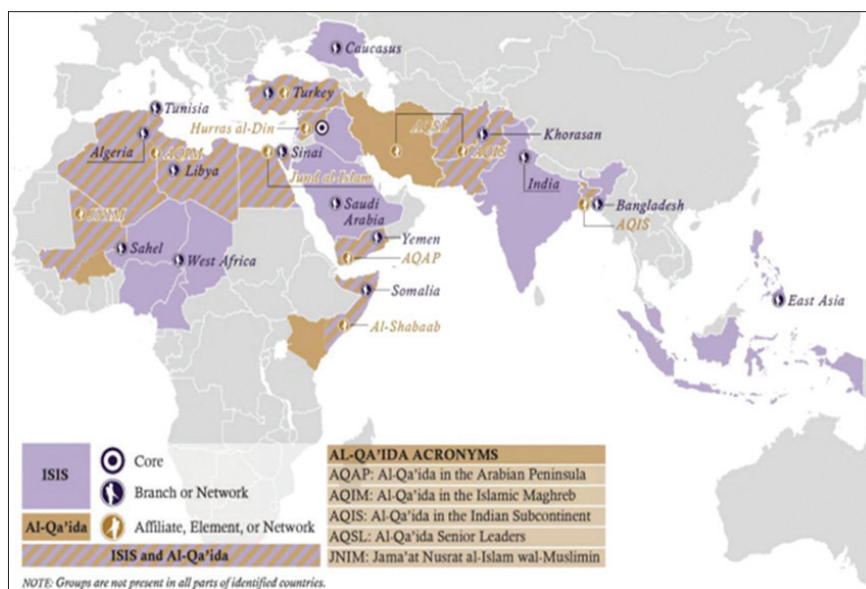 Caucasus
Turkey
Tunisia
Hurras al-Din
AQSL
Khorasan
Algeria
AQIM
Sinai
AQIS
Libya
Jund al-Islam
India
JNIM
Saudi
Arabia
Bangladesh
Sahel
West Africa
Yemen
AQIS
AQAP
Somalia
East Asia
Al-Shabaab
ISIS
Core
Branch or Network
Al-Qa'ida
Affiliate, Element, or Network
ISIS and Al-Qa'ida
AL-QA'IDA ACRONYMS
AQAP: Al-Qa'ida in the Arabian Peninsula
AQIM: Al-Qa'ida in the Islamic Maghreb
AQIS: Al-Qa'ida in the Indian Subcontinent
AQSL: Al-Qa'ida Senior Leaders
JNIM: Jama'at Nusrat al-Islam wal-Muslimin
NOTE: Groups are not present in all parts of identified countries.